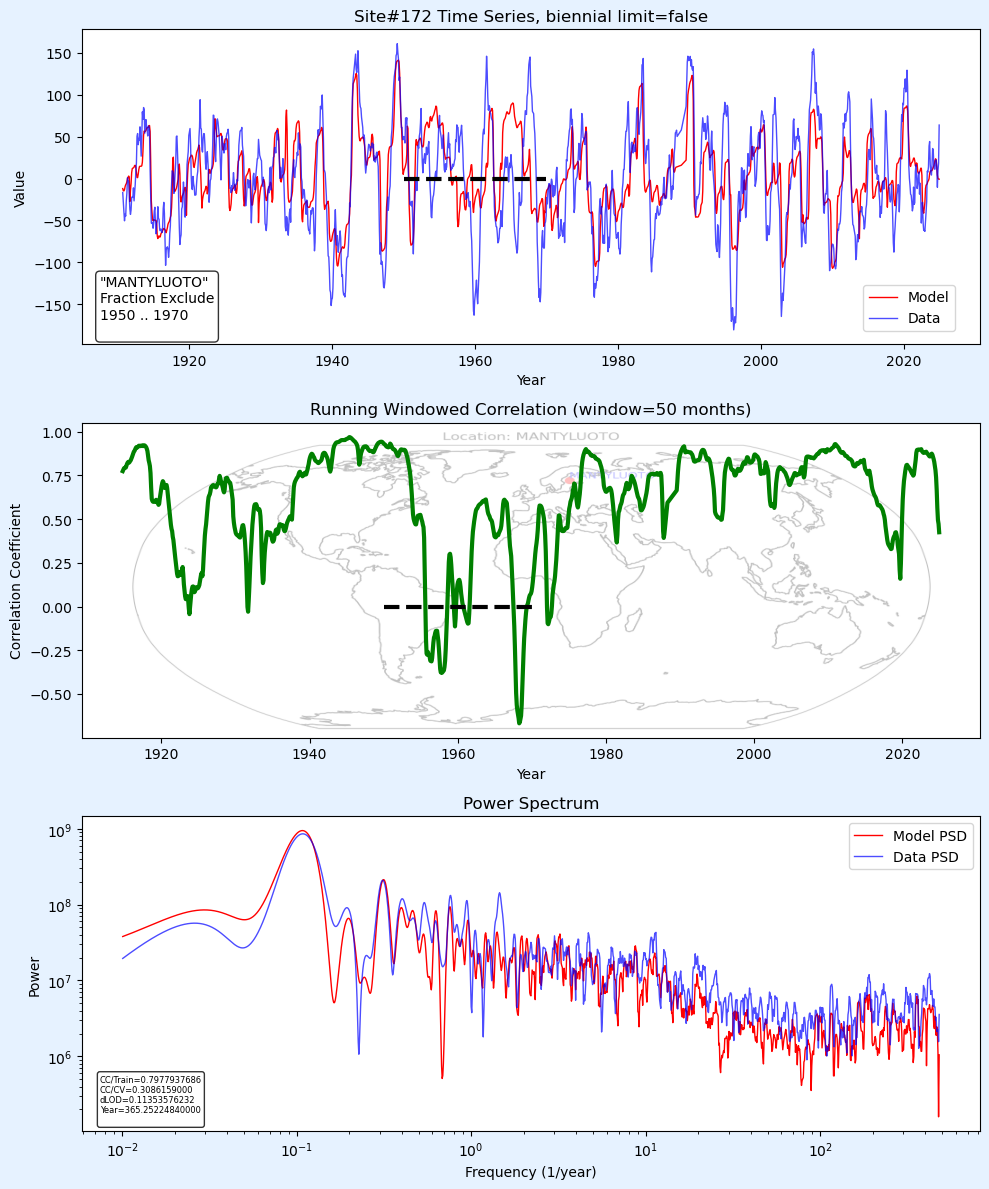 Site#172 Time Series, biennial limit=false
150
100
50
0
−50
−100
−150
Value
"MANTYLUOTO"
Fraction Exclude
1950 .. 1970
Model
Data
1920
1940
1960
1980
2000
2020
Year
Running Windowed Correlation (window=50 months)
Location: MANTYLUOTO
1.00
0.75
0.50
0.25
0.00
−0.25
−0.50
Correlation Coefficient
1920
1940
1960
1980
2000
2020
Year
Power Spectrum
10⁹
10⁸
10⁷
10⁶
Power
Model PSD
Data PSD
CC/Train=0.7977937686
CC/CV=0.3086159000
dLOD=0.11353576232
Year=365.25224840000
10⁻²
10⁻¹
10⁰
10¹
10²
Frequency (1/year)